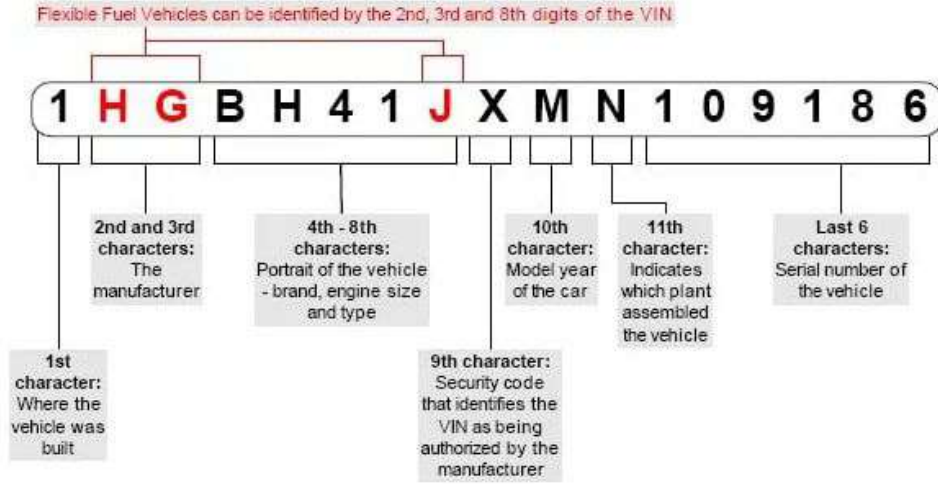 Flexible Fuel Vehicles can be identified by the 2nd, 3rd and 8th digits of the VIN
1 H G B H 4 1 J X M N 1 0 9 1 8 6
2nd and 3rd
characters:
The
manufacturer
4th - 8th
characters:
Portrait of the vehicle
- brand, engine size
and type
10th
character:
Model year
of the car
11th
character:
Indicates
which plant
assembled
the vehicle
Last 6
characters:
Serial number of
the vehicle
1st
character:
Where the
vehicle was
built
9th character:
Security code
that identifies the
VIN as being
authorized by the
manufacturer